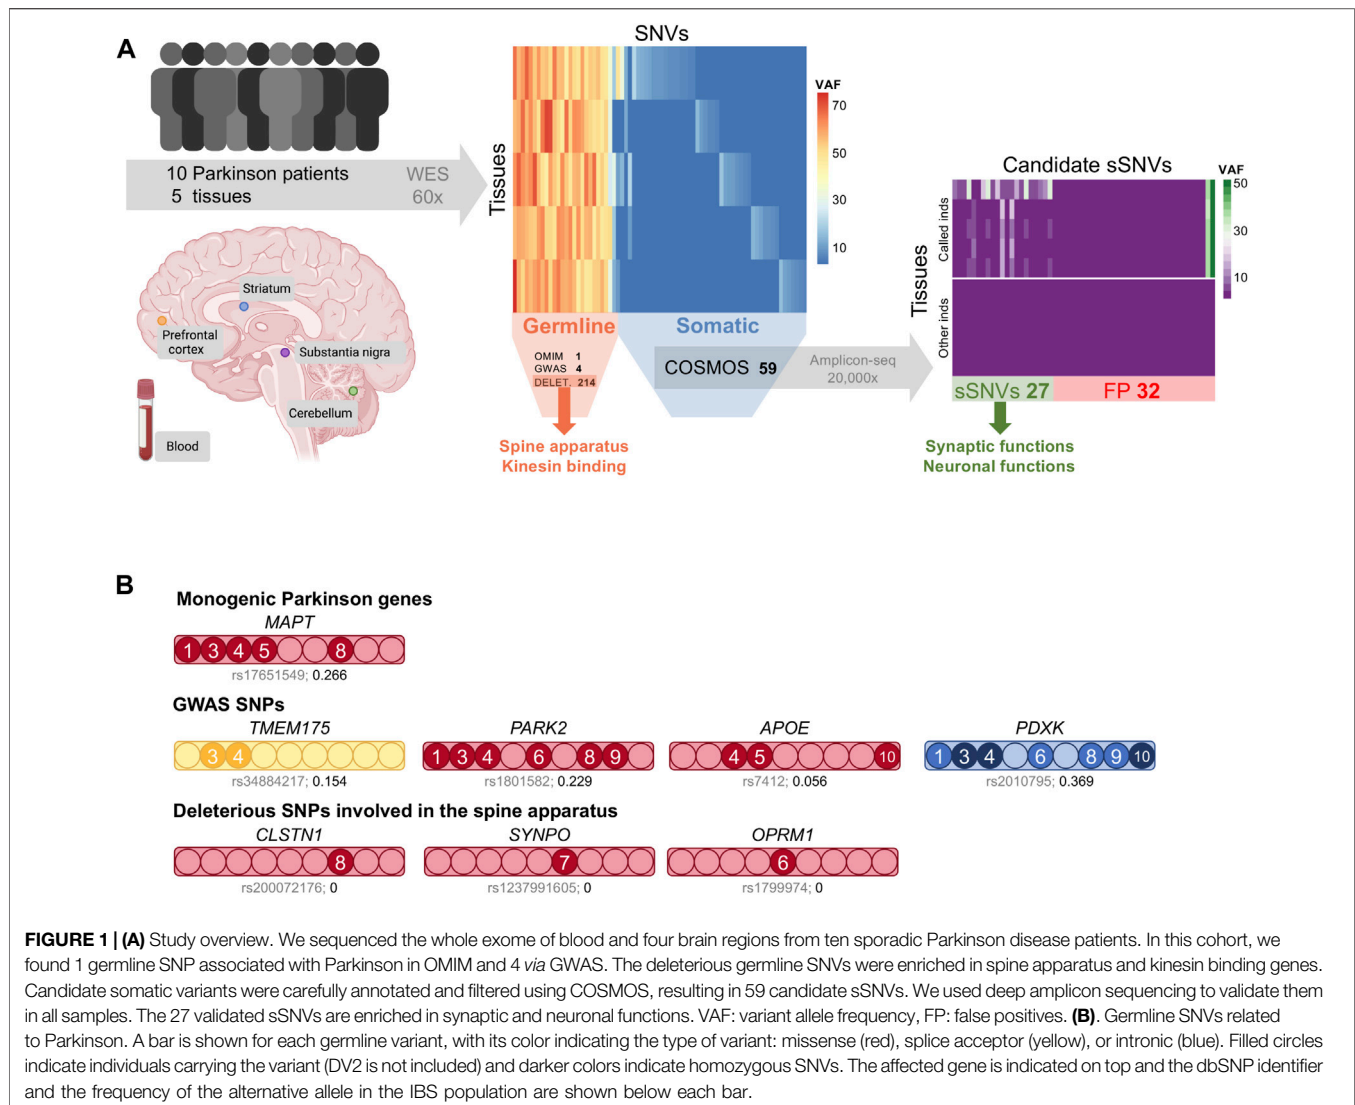 A
10 Parkinson patients
5 tissues
WES
60x
Striatum
Prefrontal
cortex
Substantia nigra
Cerebellum
Blood
SNVs
Tissues
VAF
70
50
30
10
Germline
Somatic
OMIM 1
GWAS 4
DELET. 214
COSMOS 59
Spine apparatus
Kinesin binding
Amplicon-seq
20,000x
Candidate sSNVs
Tissues
Called inds
Other inds
VAF
50
30
10
sSNVs 27
FP 32
Synaptic functions
Neuronal functions
B
Monogenic Parkinson genes
MAPT
1 3 4 5 8
rs17651549; 0.266
GWAS SNPs
TMEM175
3 4
rs34884217; 0.154
PARK2
1 3 4 6 8 9
rs1801582; 0.229
APOE
4 5 10
rs7412; 0.056
PDXK
1 3 4 6 8 9 10
rs2010795; 0.369
Deleterious SNPs involved in the spine apparatus
CLSTN1
8
rs200072176; 0
SYNPO
7
rs1237991605; 0
OPRM1
6
rs1799974; 0
FIGURE 1 | (A) Study overview. We sequenced the whole exome of blood and four brain regions from ten sporadic Parkinson disease patients. In this cohort, we
found 1 germline SNP associated with Parkinson in OMIM and 4 via GWAS. The deleterious germline SNVs were enriched in spine apparatus and kinesin binding genes.
Candidate somatic variants were carefully annotated and filtered using COSMOS, resulting in 59 candidate sSNVs. We used deep amplicon sequencing to validate them
in all samples. The 27 validated sSNVs are enriched in synaptic and neuronal functions. VAF: variant allele frequency, FP: false positives. (B). Germline SNVs related
to Parkinson. A bar is shown for each germline variant, with its color indicating the type of variant: missense (red), splice acceptor (yellow), or intronic (blue). Filled circles
indicate individuals carrying the variant (DV2 is not included) and darker colors indicate homozygous SNVs. The affected gene is indicated on top and the dbSNP identifier
and the frequency of the alternative allele in the IBS population are shown below each bar.